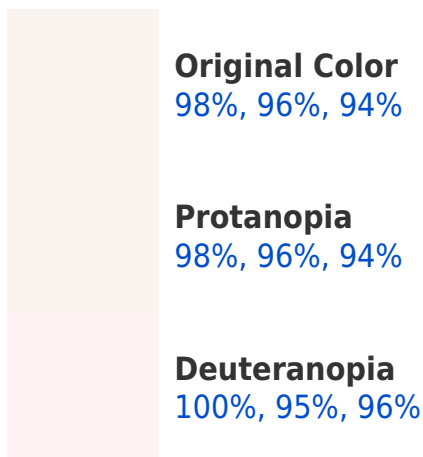 Original Color
98%, 96%, 94%
Protanopia
98%, 96%, 94%
Deuteranopia
100%, 95%, 96%